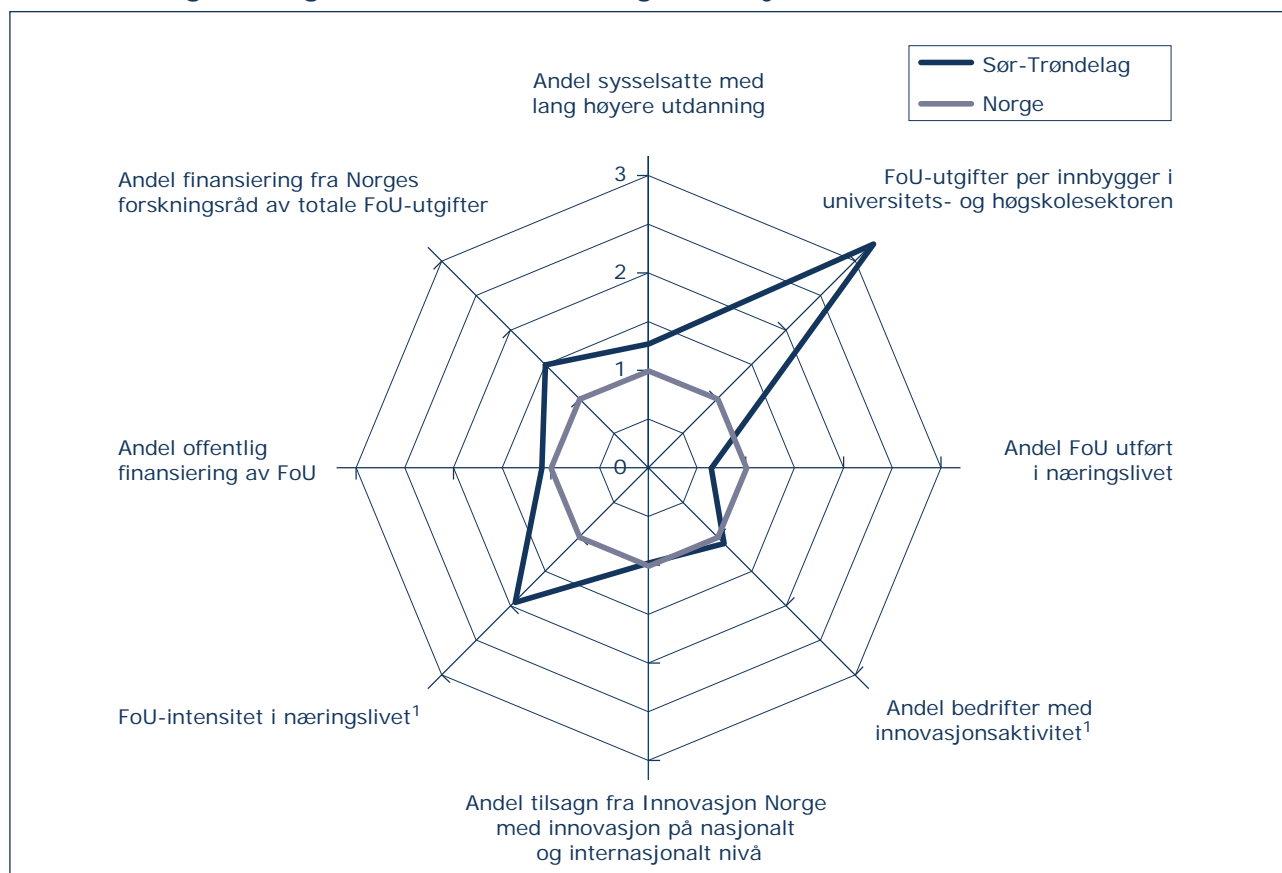 Sør-Trøndelag
Norge
Andel sysselsatte med
lang høyere utdanning
FoU-utgifter per innbygger i
universitets- og høgskolesektoren
Andel finansiering fra Norges
forskningsråd av totale FoU-utgifter
3
2
1
0
Andel offentlig
finansiering av FoU
Andel FoU utført
i næringslivet
FoU-intensitet i næringslivet¹
Andel bedrifter med
innovasjonsaktivitet¹
Andel tilsagn fra Innovasjon Norge
med innovasjon på nasjonalt
og internasjonalt nivå